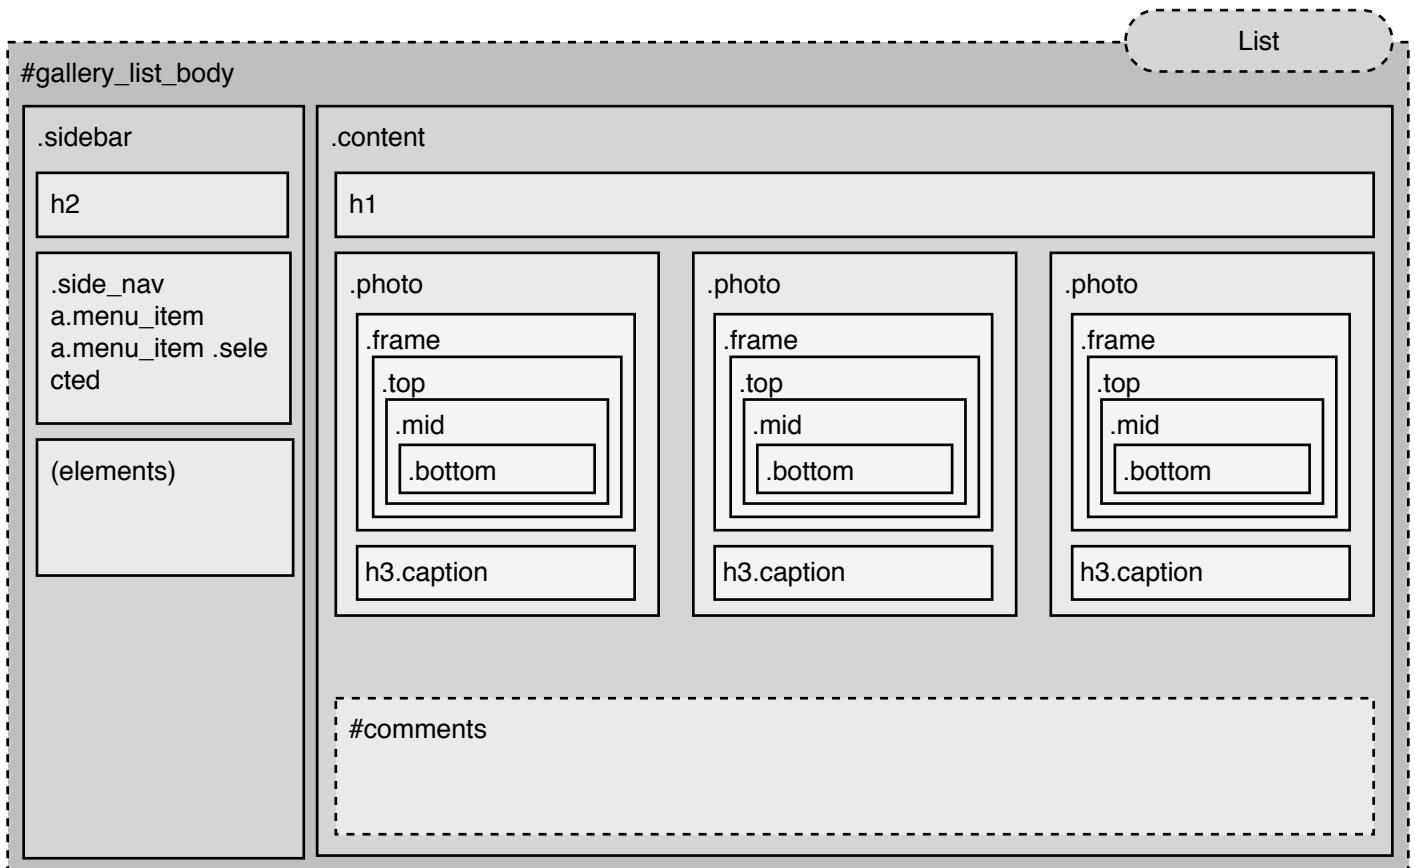 List
#gallery_list_body
.sidebar
h2
.side_nav
a.menu_item
a.menu_item .sele
cted
(elements)
.content
h1
.photo
.frame
.top
.mid
.bottom
h3.caption
.photo
.frame
.top
.mid
.bottom
h3.caption
.photo
.frame
.top
.mid
.bottom
h3.caption
#comments